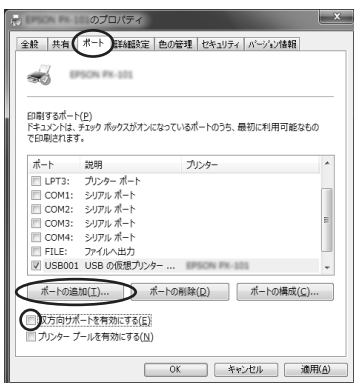 EPSON PX-101のプロパティ
全般 共有 ポート 詳細設定 色の管理 セキュリティ バージョン情報
EPSON PX-101
印刷するポート(P)
ドキュメントは、チェック ボックスがオンになっているポートのうち、最初に利用可能なもの
で印刷されます。
ポート 説明 プリンター
LPT3: プリンター ポート
COM1: シリアル ポート
COM2: シリアル ポート
COM3: シリアル ポート
COM4: シリアル ポート
FILE: ファイルへ出力
USB001 USB の仮想プリンター ... EPSON PX-101
ポートの追加(T)... ポートの削除(D) ポートの構成(C)...
双方向サポートを有効にする(E)
プリンター プールを有効にする(N)
OK キャンセル 適用(A)